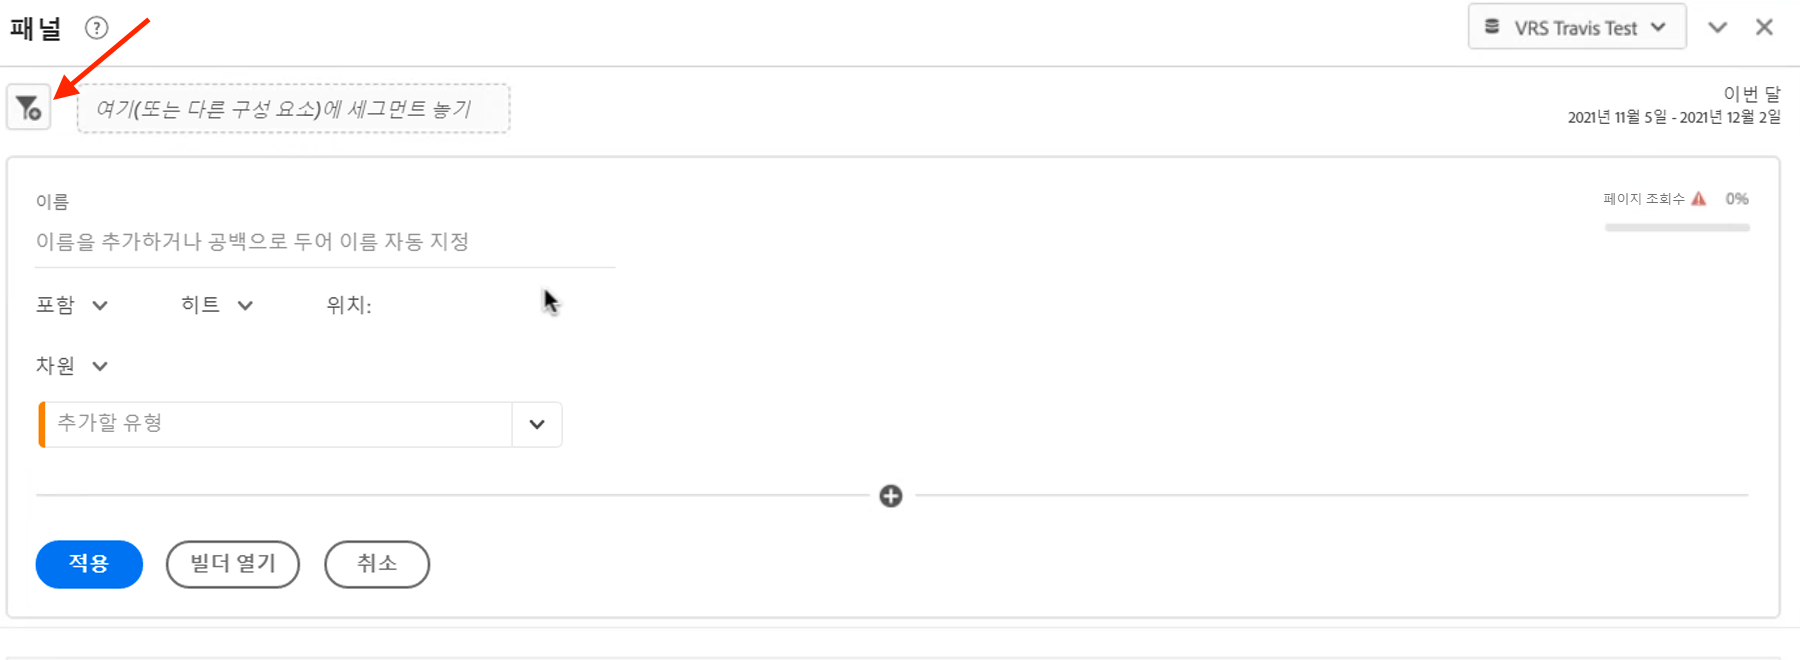 패널
VRS Travis Test
여기(또는 다른 구성 요소)에 세그먼트 놓기
이번 달
2021년 11월 5일 - 2021년 12월 2일
이름
페이지 조회수 0%
이름을 추가하거나 공백으로 두어 이름 자동 지정
포함 히트 위치:
차원
추가할 유형
적용 빌더 열기 취소